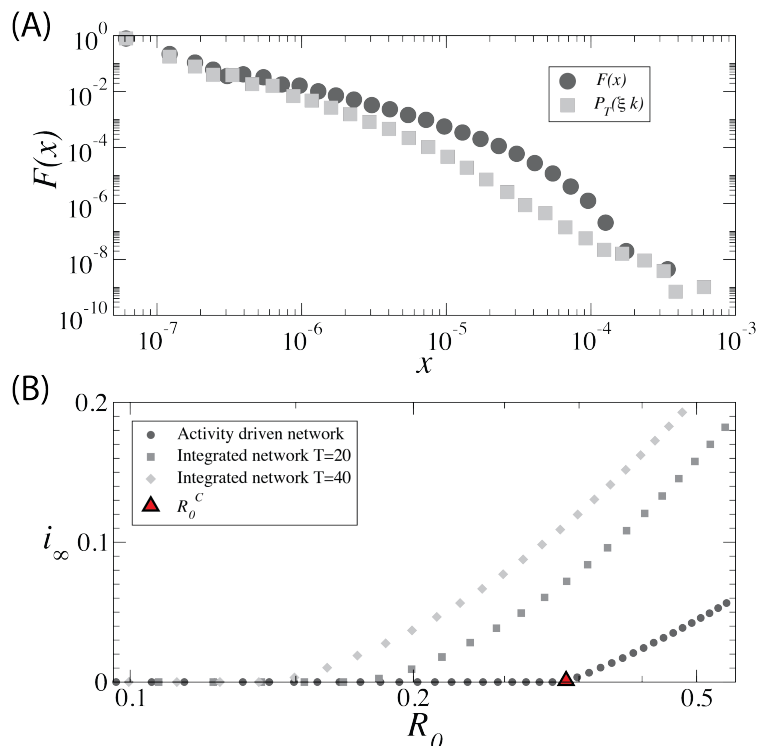 (A)
10^0
10^-2
10^-4
10^-6
10^-8
10^-10
F(x)
F(x)
P_T(ξ k)
10^-7
10^-6
10^-5
10^-4
10^-3
x
(B)
0.2
0.1
0
i_∞
Activity driven network
Integrated network T=20
Integrated network T=40
R_0^C
0.1
0.2
0.5
R_0